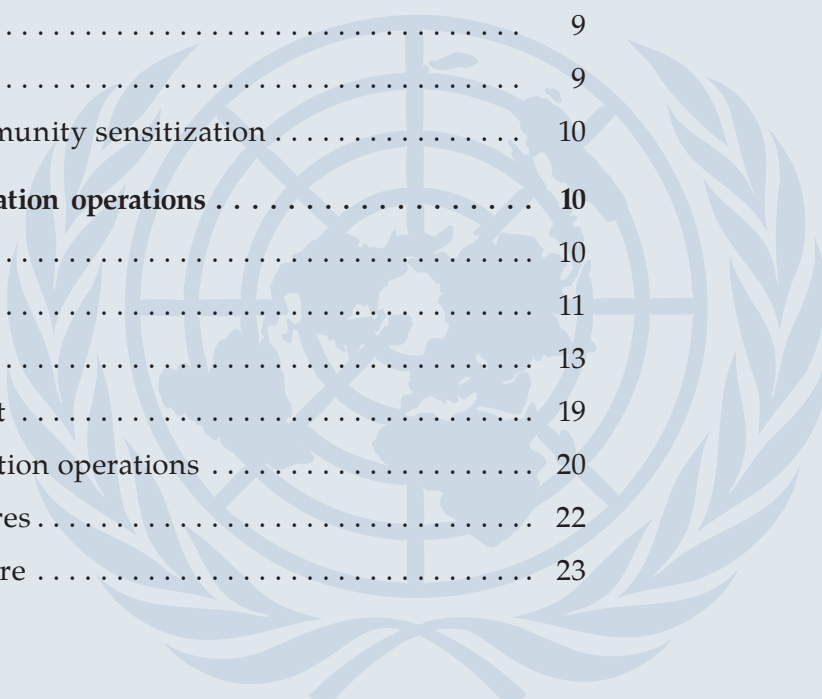 . . . . . . . . . . . . . . . . . . . . . . . . . . . . . . . 9
. . . . . . . . . . . . . . . . . . . . . . . . . . . . . . . 9
munity sensitization . . . . . . . . . . . . . . . . 10
ation operations . . . . . . . . . . . . . . . . . . 10
. . . . . . . . . . . . . . . . . . . . . . . . . . . . . . . . 10
. . . . . . . . . . . . . . . . . . . . . . . . . . . . . . . . 11
. . . . . . . . . . . . . . . . . . . . . . . . . . . . . . . . 13
t . . . . . . . . . . . . . . . . . . . . . . . . . . . . . . . 19
tion operations . . . . . . . . . . . . . . . . . . . . 20
res . . . . . . . . . . . . . . . . . . . . . . . . . . . . . . 22
re . . . . . . . . . . . . . . . . . . . . . . . . . . . . . . 23